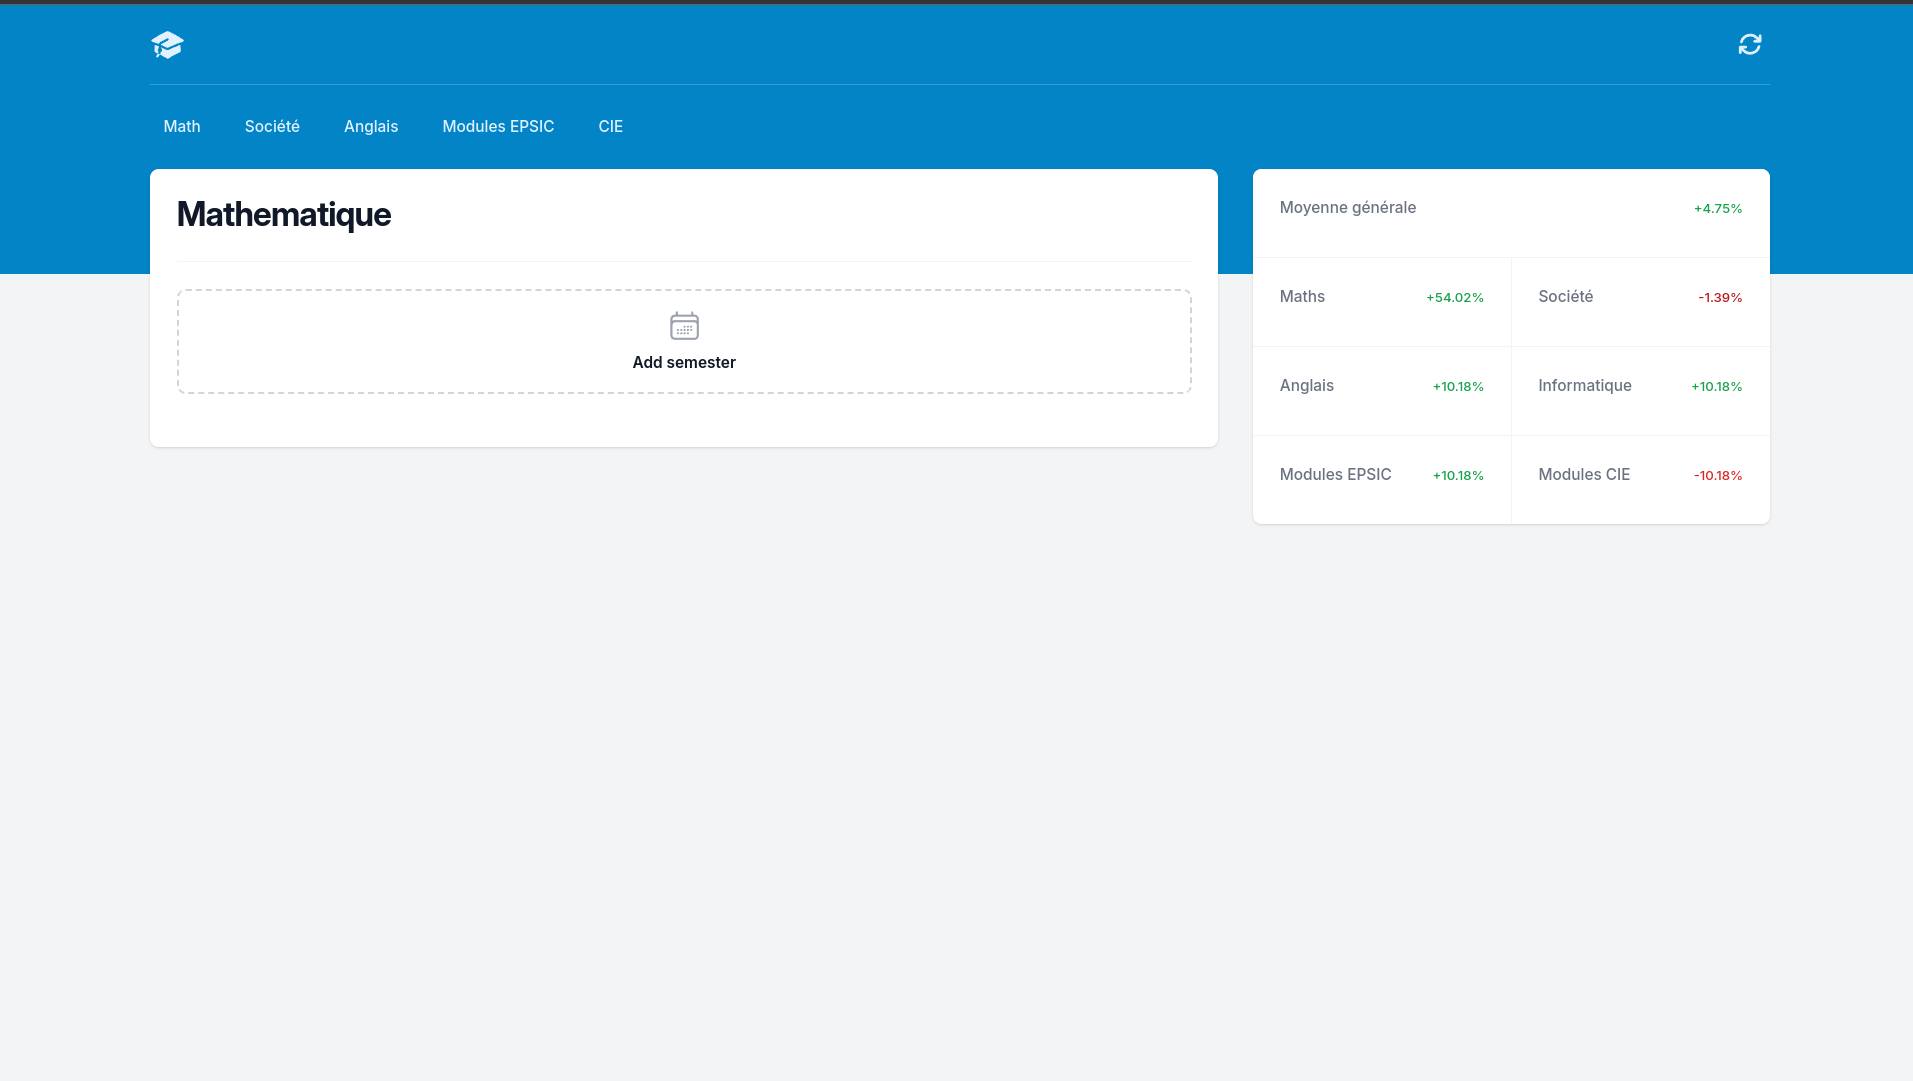 Math Société Anglais Modules EPSIC CIE
Mathematique
Add semester
Moyenne générale +4.75%
Maths +54.02% Société -1.39%
Anglais +10.18% Informatique +10.18%
Modules EPSIC +10.18% Modules CIE -10.18%